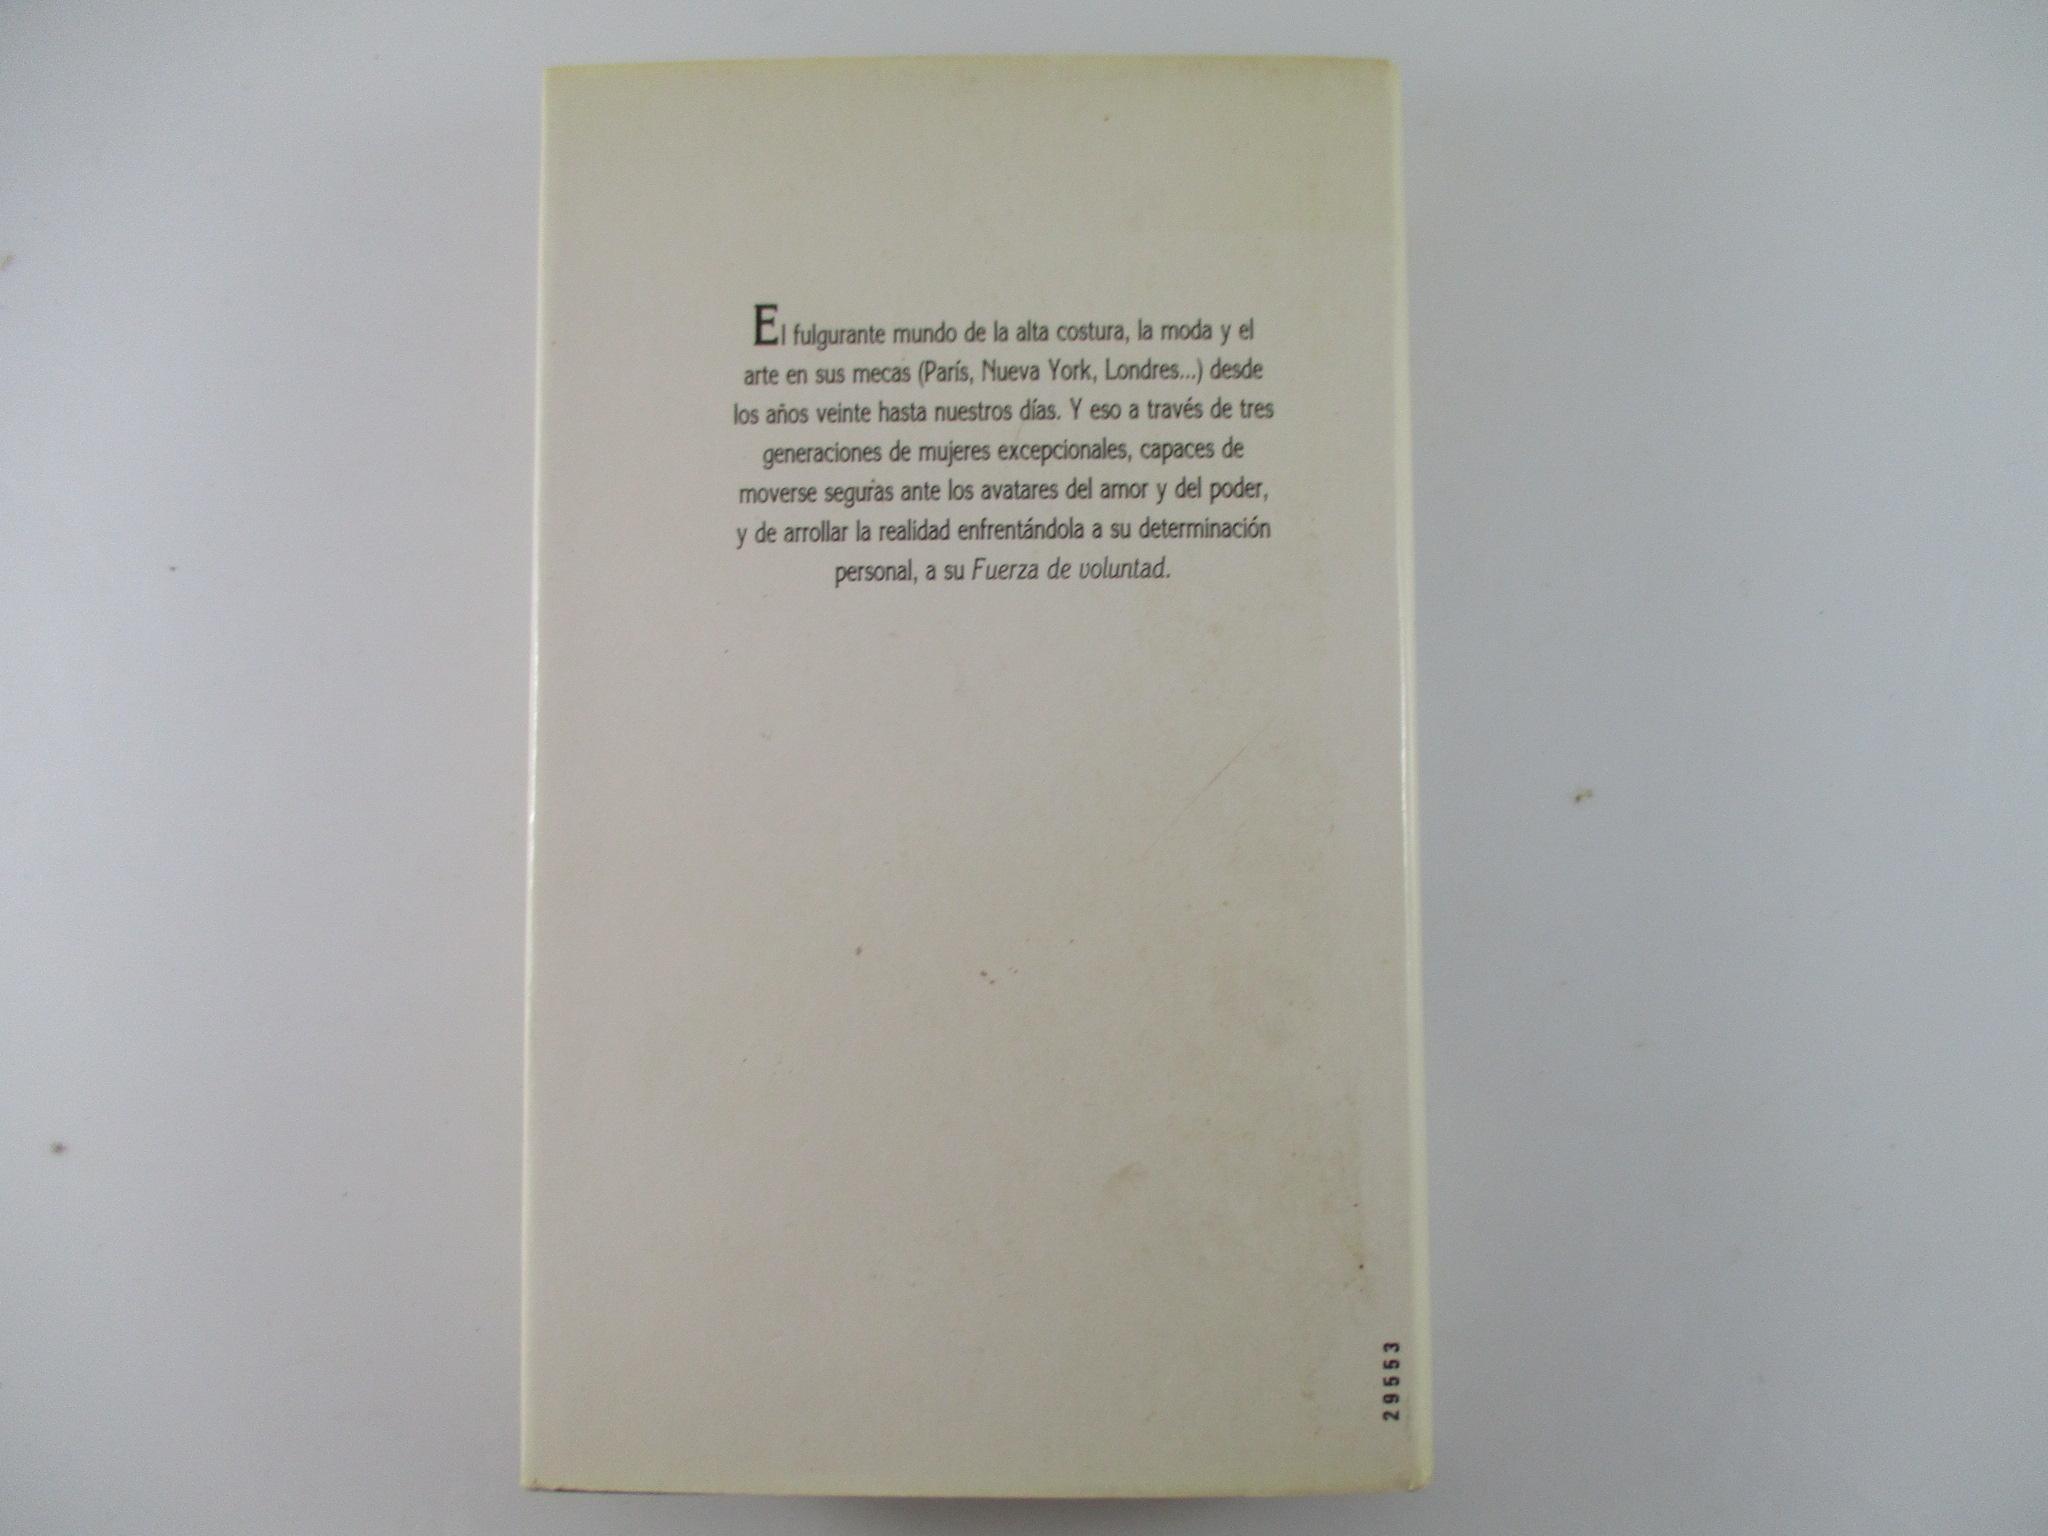 El fulgurante mundo de la alta costura, la moda y el
arte en sus mecas (París, Nueva York, Londres...) desde
los años veinte hasta nuestros días. Y eso a través de tres
generaciones de mujeres excepcionales, capaces de
moverse seguras ante los avatares del amor y del poder,
y de arrollar la realidad enfrentándola a su determinación
personal, a su Fuerza de voluntad.
29553